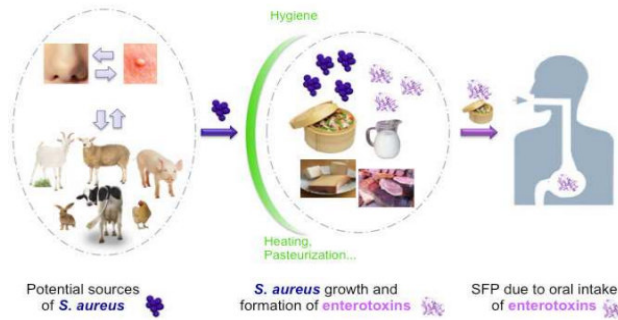 Hygiene
Heating,
Pasteurization...
Potential sources
of S. aureus
S. aureus growth and
formation of enterotoxins
SFP due to oral intake
of enterotoxins